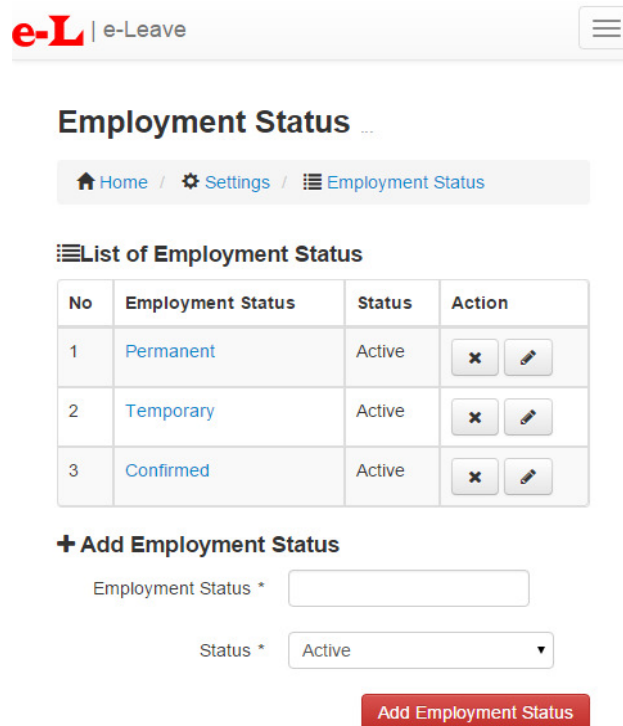 e-L | e-Leave
Employment Status ...
Home / Settings / Employment Status
List of Employment Status
No Employment Status Status Action
1 Permanent Active
2 Temporary Active
3 Confirmed Active
Add Employment Status
Employment Status *
Status * Active
Add Employment Status